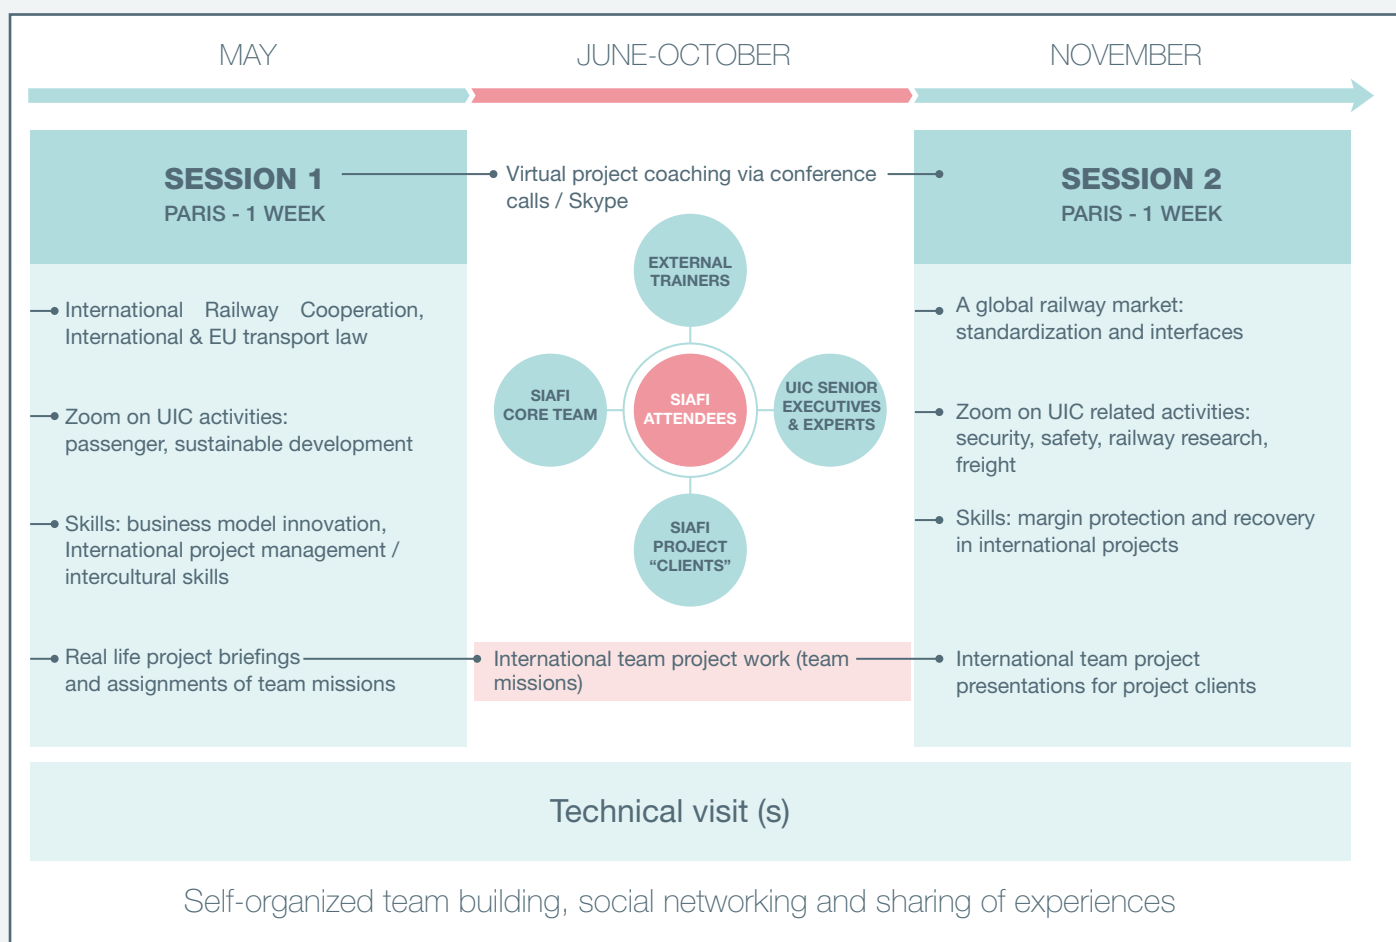 MAY
JUNE-OCTOBER
NOVEMBER
SESSION 1
PARIS - 1 WEEK
International Railway Cooperation,
International & EU transport law
Zoom on UIC activities:
passenger, sustainable development
Skills: business model innovation,
International project management /
intercultural skills
Real life project briefings
and assignments of team missions
Virtual project coaching via conference
calls / Skype
EXTERNAL
TRAINERS
SIAFI
CORE TEAM
SIAFI
ATTENDEES
UIC SENIOR
EXECUTIVES
& EXPERTS
SIAFI
PROJECT
“CLIENTS”
International team project work (team
missions)
SESSION 2
PARIS - 1 WEEK
A global railway market:
standardization and interfaces
Zoom on UIC related activities:
security, safety, railway research,
freight
Skills: margin protection and recovery
in international projects
International team project
presentations for project clients
Technical visit (s)
Self-organized team building, social networking and sharing of experiences